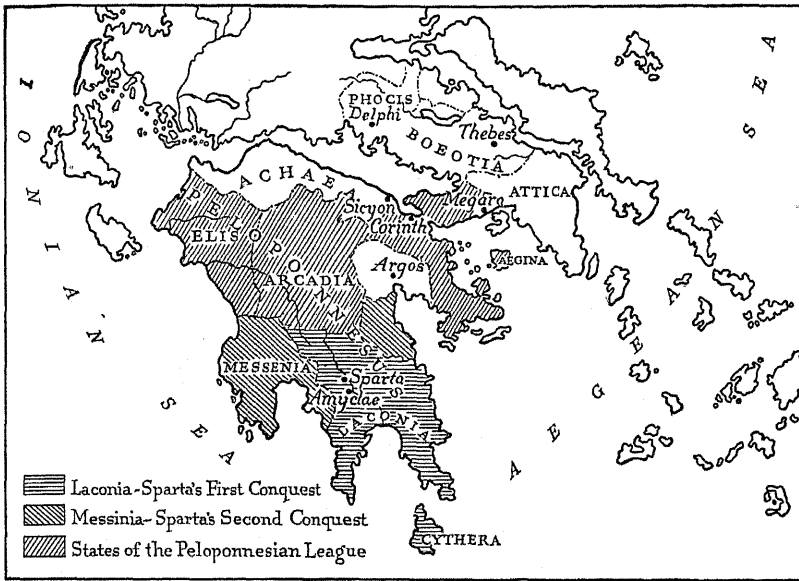 IONIAN SEA
AEGEAN SEA
PHOCIS
Delphi
Thebes
BOEOTIA
ATTICA
Megara
ACHAEA
Sicyon
Corinth
PELOPONNESUS
ELIS
ARCADIA
Argos
AEGINA
MESSENIA
Sparta
Amyclae
LACONIA
CYTHERA
Laconia-Sparta's First Conquest
Messinia-Sparta's Second Conquest
States of the Peloponnesian League